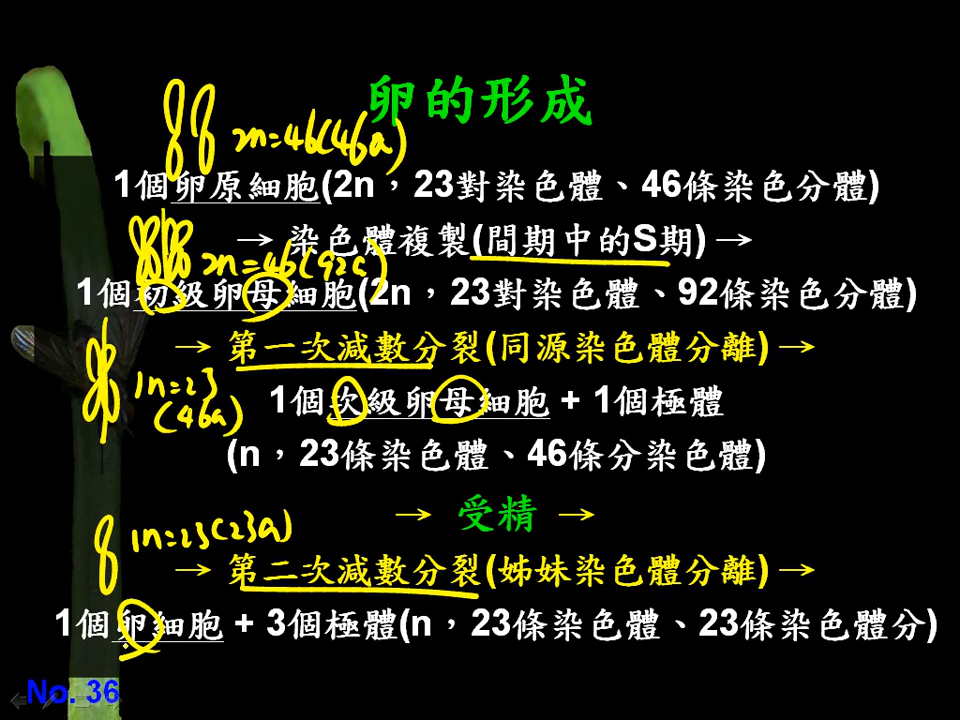 卵的形成
2n=46(46a)
1個卵原細胞(2n，23對染色體、46條染色分體)
→ 染色體複製(間期中的S期) →
2n=46(92a)
1個初級卵母細胞(2n，23對染色體、92條染色分體)
→ 第一次減數分裂(同源染色體分離) →
1n=23
(46a)
1個次級卵母細胞 + 1個極體
(n，23條染色體、46條分染色體)
→ 受精 →
1n=23(23a)
→ 第二次減數分裂(姊妹染色體分離) →
1個卵細胞 + 3個極體(n，23條染色體、23條染色體分)
No. 36